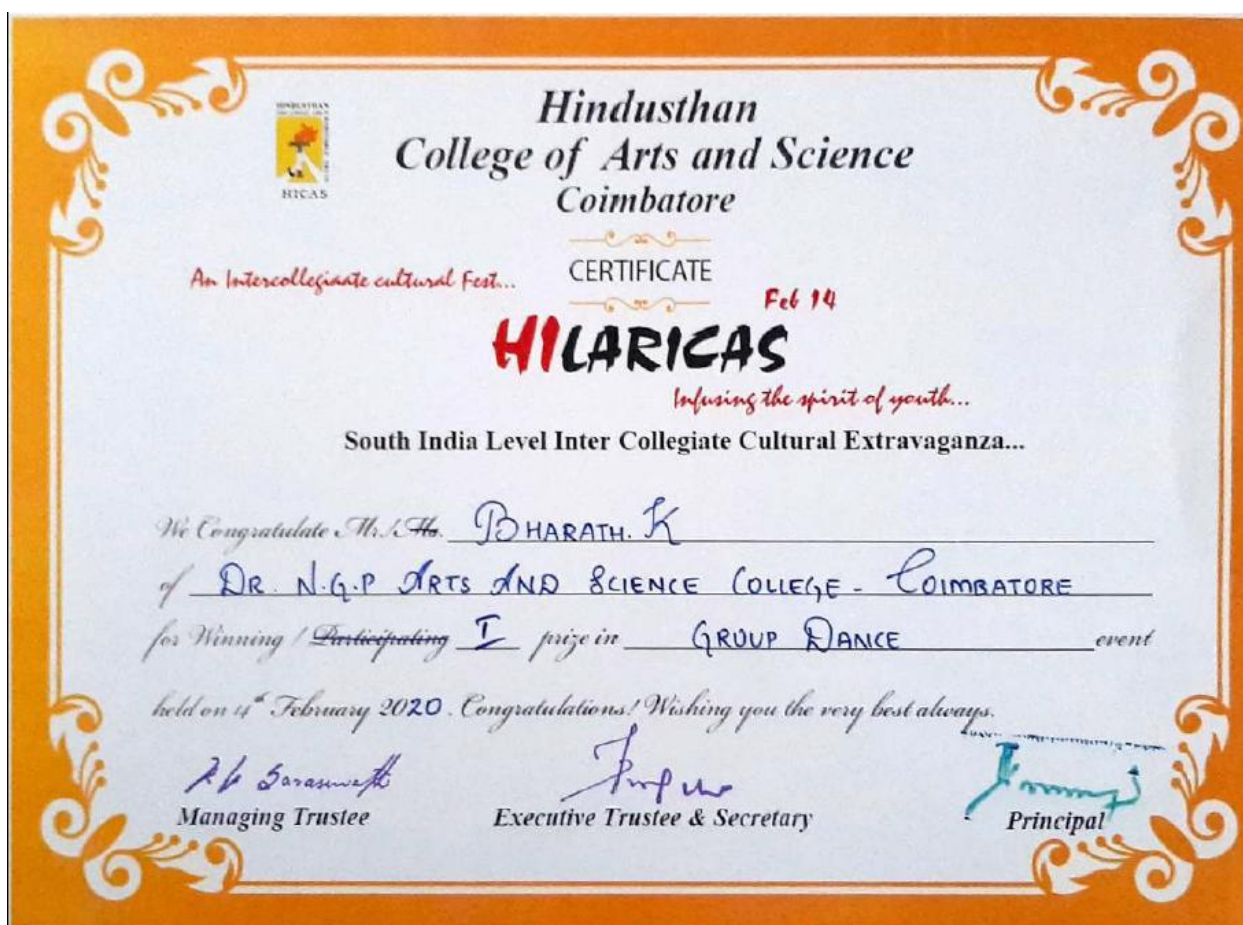 HINDUSTHAN
HICAS
Hindusthan
College of Arts and Science
Coimbatore
CERTIFICATE
An Intercollegiaate cultural Fest...
Feb 14
HILARICAS
Infusing the spirit of youth...
South India Level Inter Collegiate Cultural Extravaganza...
We Congratulate Mr./Ms. BHARATH. K
of DR. N.G.P ARTS AND SCIENCE COLLEGE - COIMBATORE
for Winning / Participating I prize in GROUP DANCE event
held on 14th February 2020. Congratulations! Wishing you the very best always.
Managing Trustee
Executive Trustee & Secretary
Principal